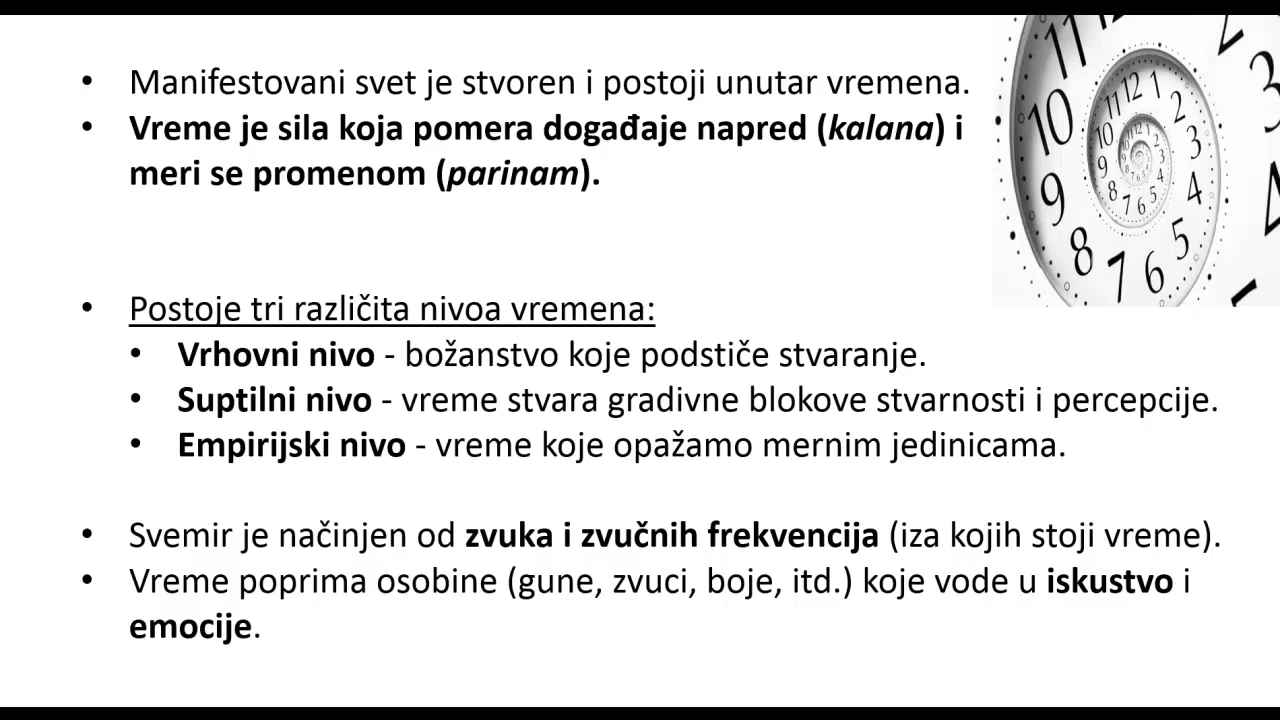 • Manifestovani svet je stvoren i postoji unutar vremena.
• Vreme je sila koja pomera događaje napred (kalana) i
meri se promenom (parinam).
• Postoje tri različita nivoa vremena:
• Vrhovni nivo - božanstvo koje podstiče stvaranje.
• Suptilni nivo - vreme stvara gradivne blokove stvarnosti i percepcije.
• Empirijski nivo - vreme koje opažamo mernim jedinicama.
• Svemir je načinjen od zvuka i zvučnih frekvencija (iza kojih stoji vreme).
• Vreme poprima osobine (gune, zvuci, boje, itd.) koje vode u iskustvo i
emocije.